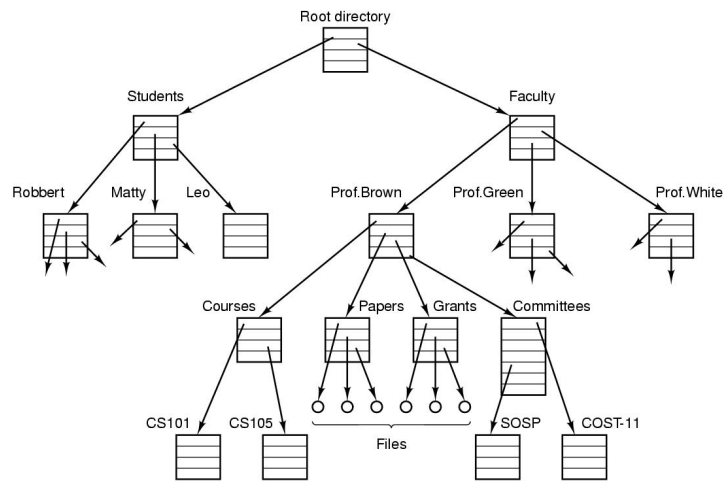 Root directory
Students
Faculty
Robbert
Matty
Leo
Prof.Brown
Prof.Green
Prof.White
Courses
Papers
Grants
Committees
CS101
CS105
Files
SOSP
COST-11